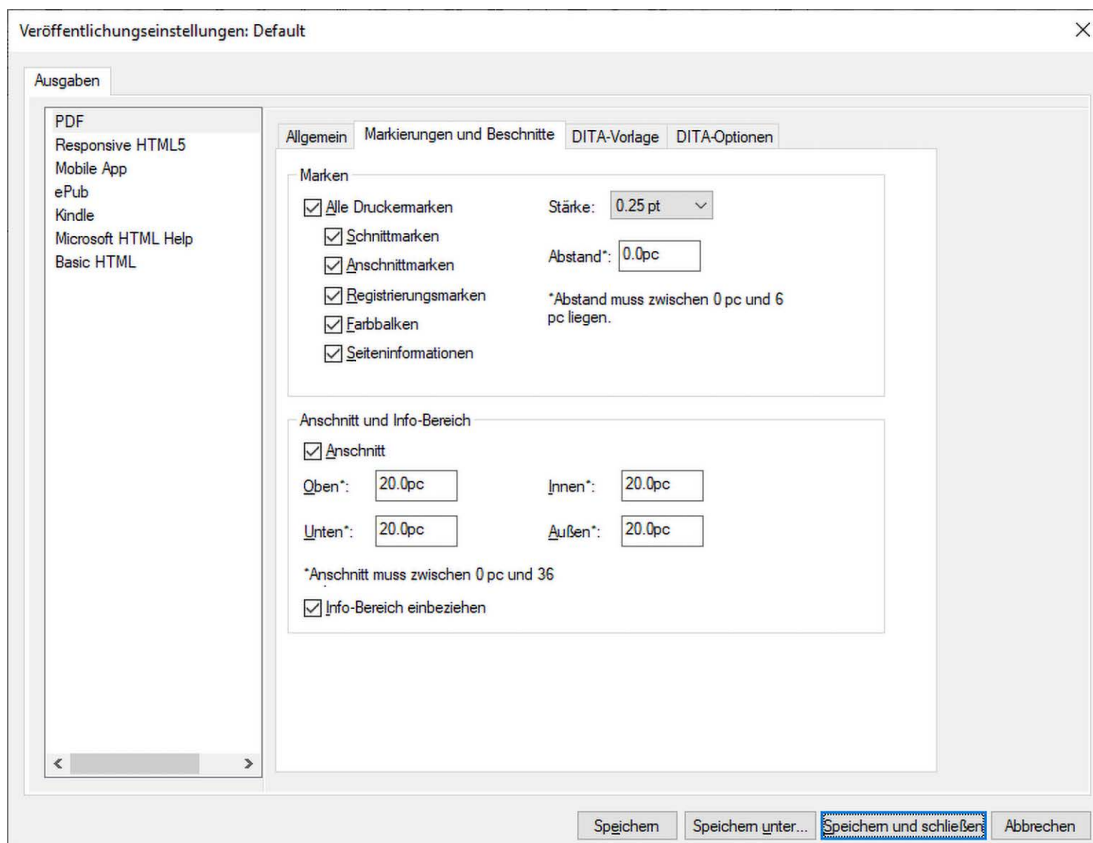 Veröffentlichungseinstellungen: Default
Ausgaben
PDF
Responsive HTML5
Mobile App
ePub
Kindle
Microsoft HTML Help
Basic HTML
Allgemein
Markierungen und Beschnitte
DITA-Vorlage
DITA-Optionen
Marken
Alle Druckermarken
Schnittmarken
Anschnittmarken
Registrierungsmarken
Farbbalken
Seiteninformationen
Stärke: 0.25 pt
Abstand*: 0.0pc
*Abstand muss zwischen 0 pc und 6
pc liegen.
Anschnitt und Info-Bereich
Anschnitt
Oben*: 20.0pc Innen*: 20.0pc
Unten*: 20.0pc Außen*: 20.0pc
*Anschnitt muss zwischen 0 pc und 36
Info-Bereich einbeziehen
Speichern Speichern unter... Speichern und schließen Abbrechen